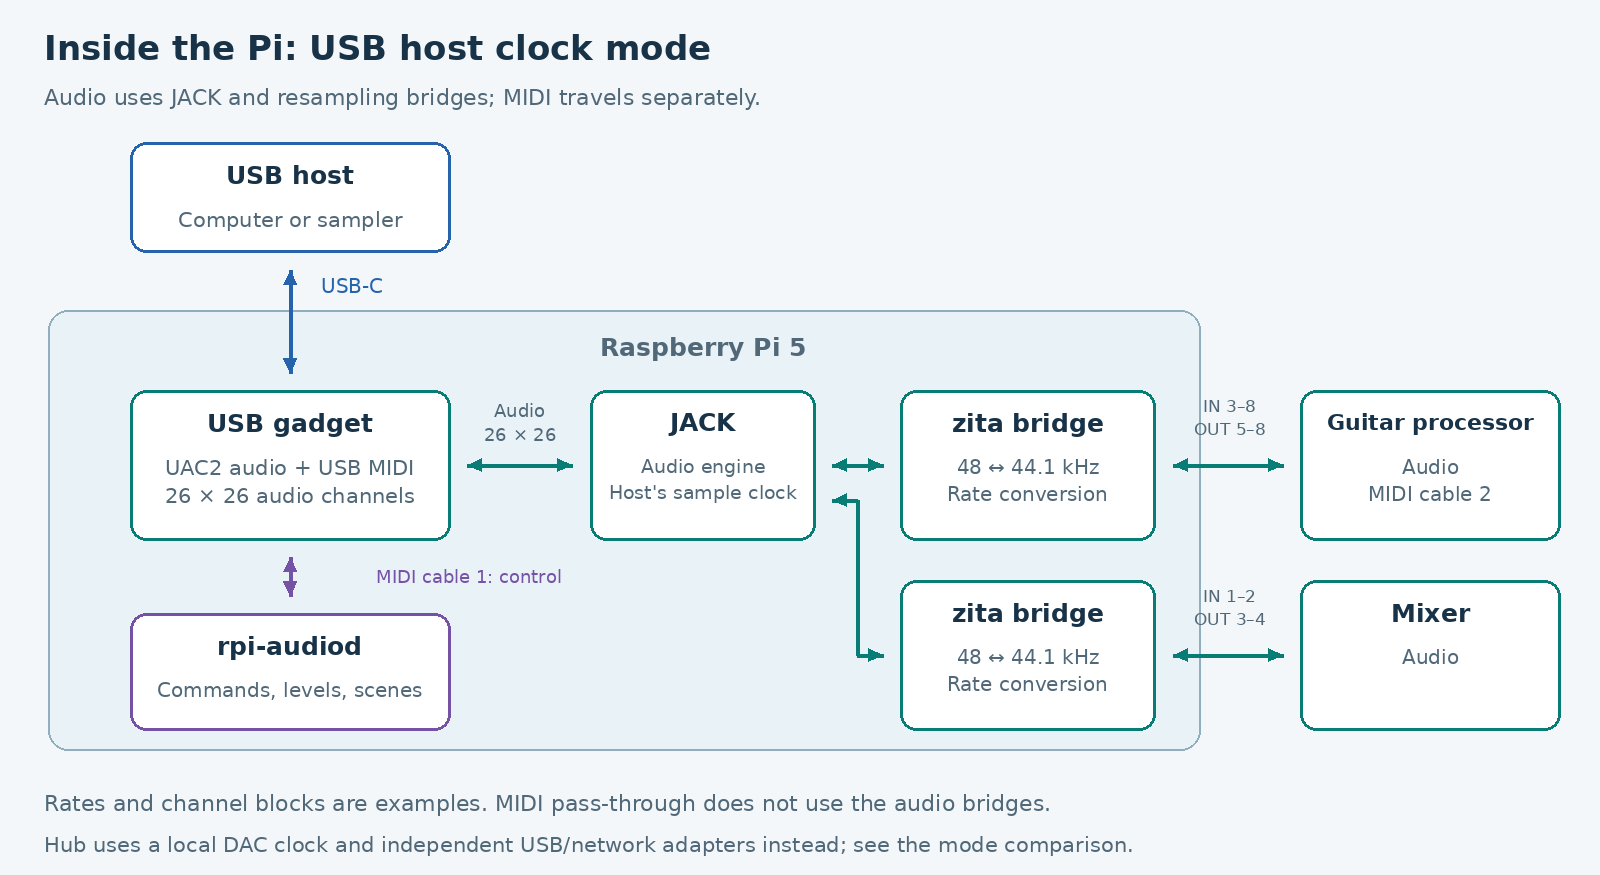 Inside the Pi: USB host clock mode
Audio uses JACK and resampling bridges; MIDI travels separately.
USB host
Computer or sampler
USB-C
Raspberry Pi 5
USB gadget
UAC2 audio + USB MIDI
26 × 26 audio channels
Audio
26 × 26
JACK
Audio engine
Host's sample clock
zita bridge
48 ↔ 44.1 kHz
Rate conversion
IN 3–8
OUT 5–8
Guitar processor
Audio
MIDI cable 2
MIDI cable 1: control
rpi-audiod
Commands, levels, scenes
zita bridge
48 ↔ 44.1 kHz
Rate conversion
IN 1–2
OUT 3–4
Mixer
Audio
Rates and channel blocks are examples. MIDI pass-through does not use the audio bridges.
Hub uses a local DAC clock and independent USB/network adapters instead; see the mode comparison.